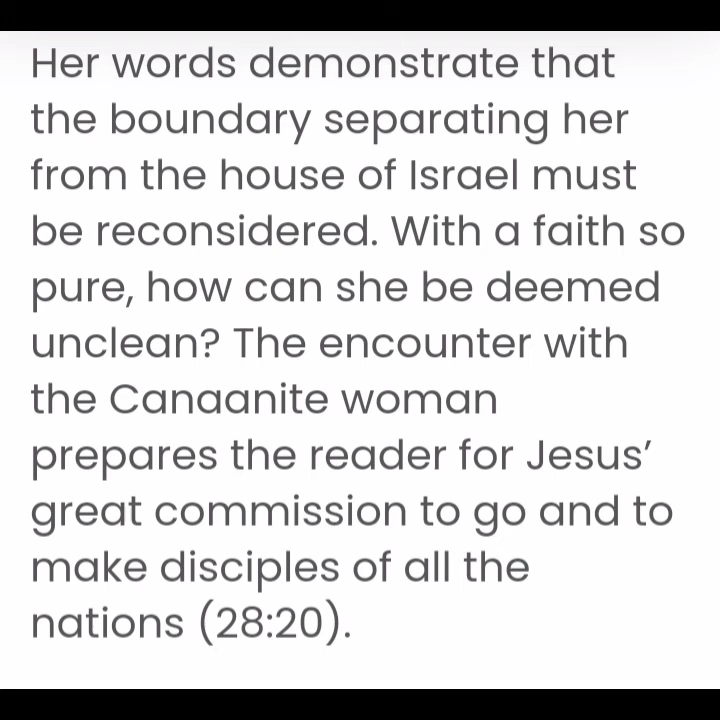 Her words demonstrate that
the boundary separating her
from the house of Israel must
be reconsidered. With a faith so
pure, how can she be deemed
unclean? The encounter with
the Canaanite woman
prepares the reader for Jesus’
great commission to go and to
make disciples of all the
nations (28:20).